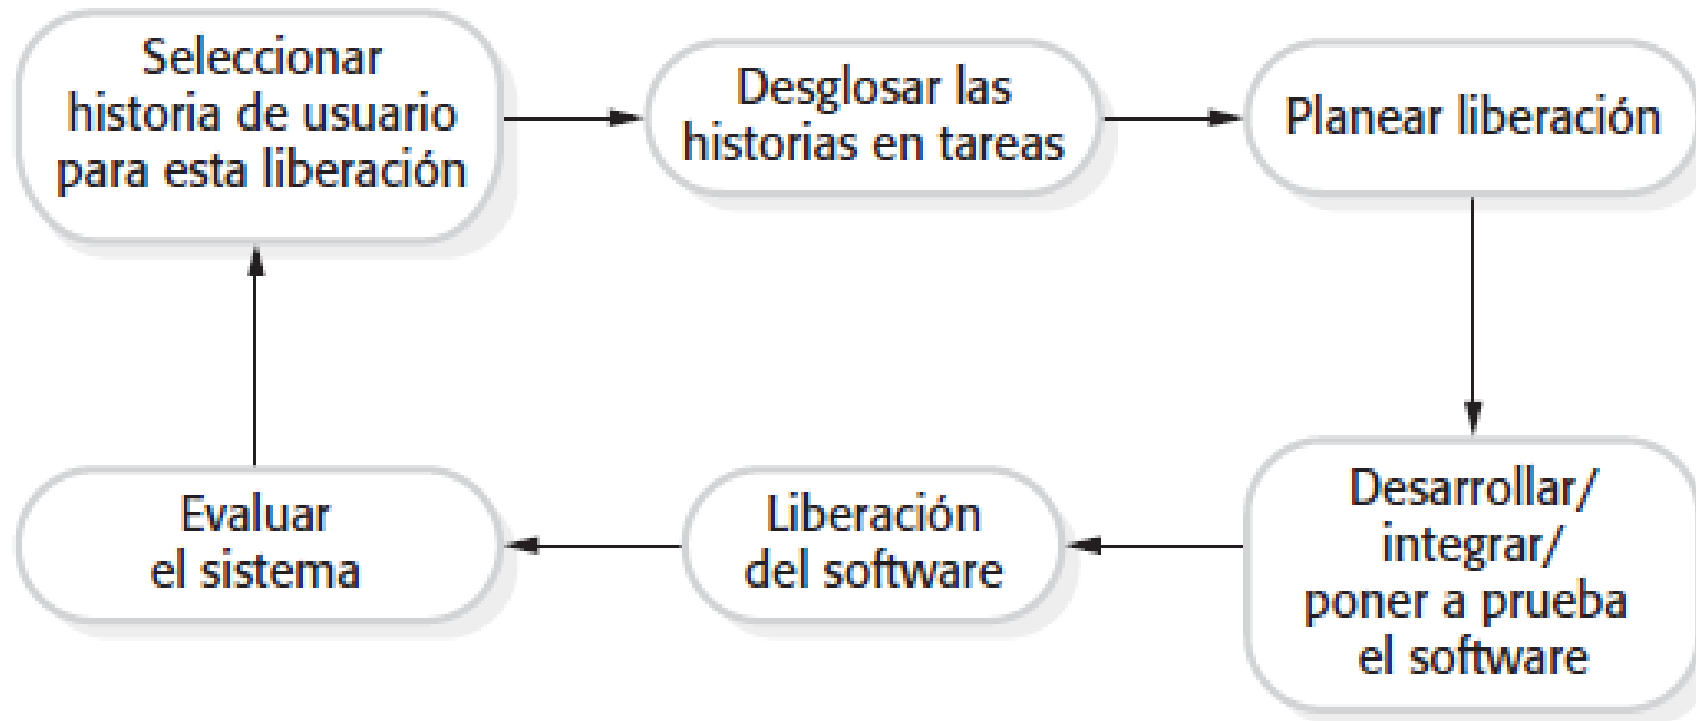 Seleccionar
historia de usuario
para esta liberación
Desglosar las
historias en tareas
Planear liberación
Evaluar
el sistema
Liberación
del software
Desarrollar/
integrar/
poner a prueba
el software